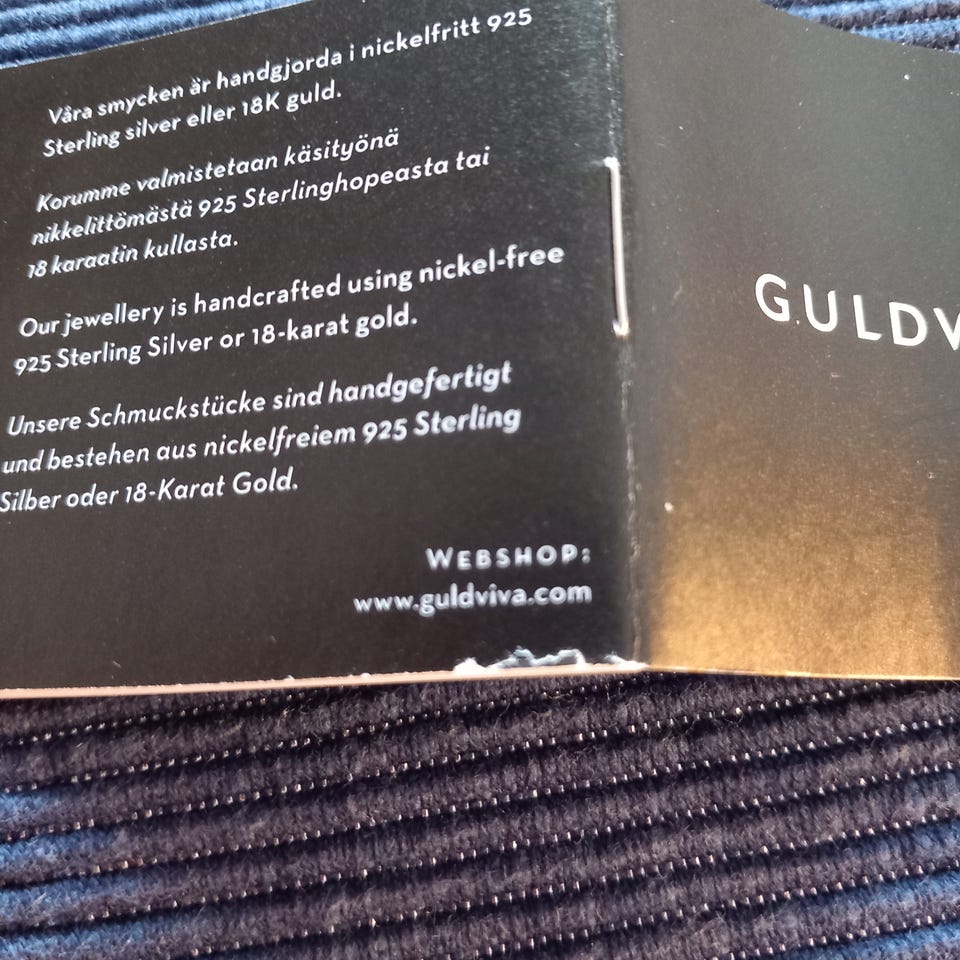 Våra smycken är handgjorda i nickelfritt 925
Sterling silver eller 18K guld.
Korumme valmistetaan käsityönä
nikkelittömästä 925 Sterlinghopeasta tai
18 karaatin kullasta.
Our jewellery is handcrafted using nickel-free
925 Sterling Silver or 18-karat gold.
Unsere Schmuckstücke sind handgefertigt
und bestehen aus nickelfreiem 925 Sterling
Silber oder 18-Karat Gold.
WEBSHOP:
www.guldviva.com
GULDV